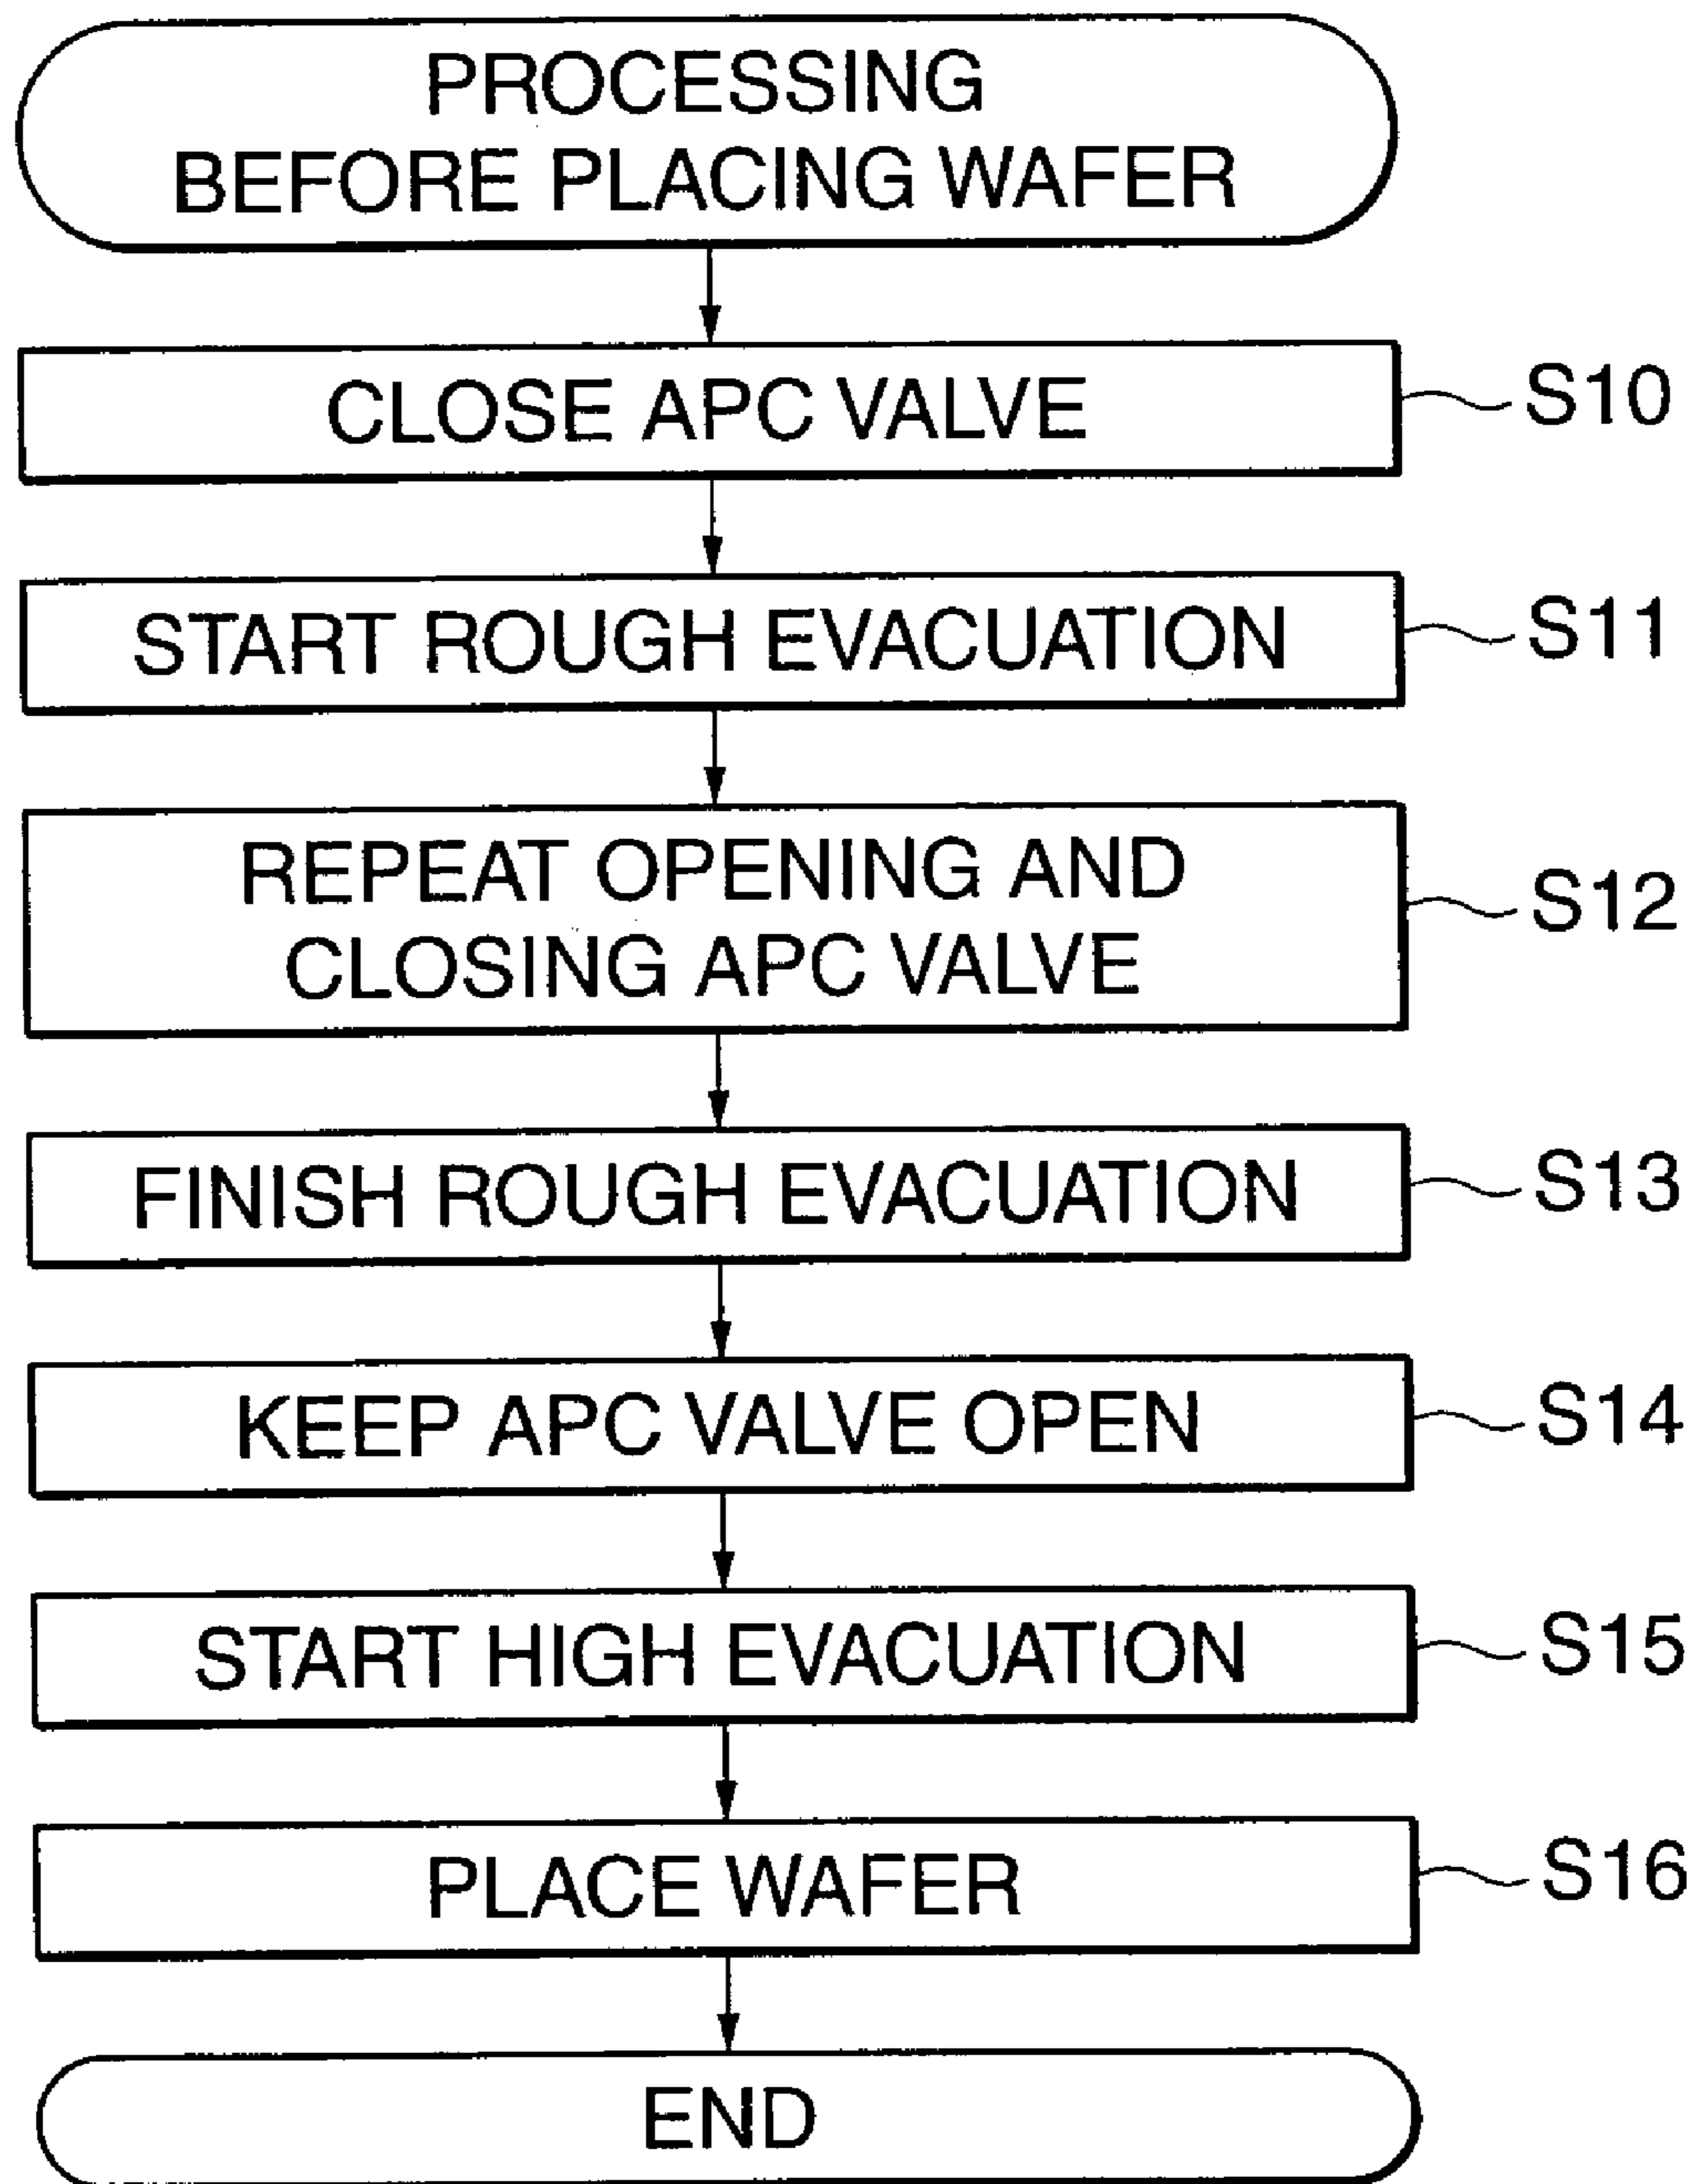 PROCESSING
BEFORE PLACING WAFER
CLOSE APC VALVE
S10
START ROUGH EVACUATION
S11
REPEAT OPENING AND
CLOSING APC VALVE
S12
FINISH ROUGH EVACUATION
S13
KEEP APC VALVE OPEN
S14
START HIGH EVACUATION
S15
PLACE WAFER
S16
END